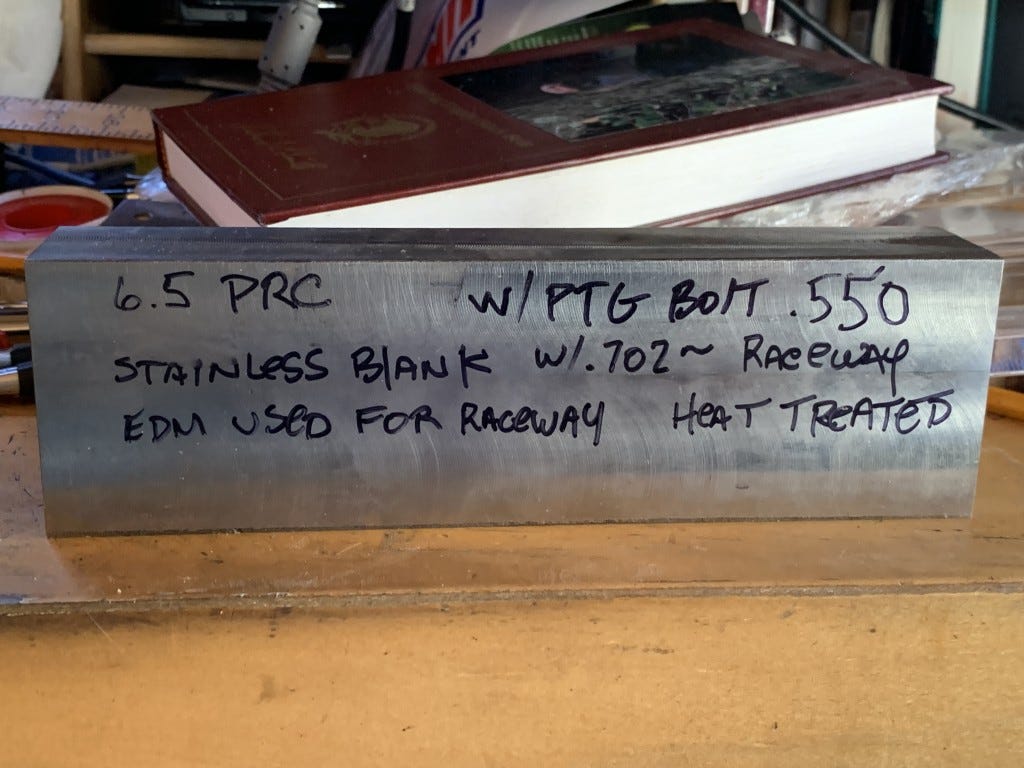 6.5 PRC W/PTG BOLT .550
STAINLESS BLANK W/.702~ RACEWAY
EDM USED FOR RACEWAY HEAT TREATED